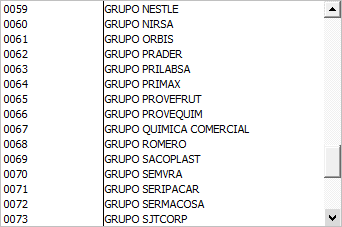 0059 GRUPO NESTLE
0060 GRUPO NIRSA
0061 GRUPO ORBIS
0062 GRUPO PRADER
0063 GRUPO PRILABSA
0064 GRUPO PRIMAX
0065 GRUPO PROVEFRUT
0066 GRUPO PROVEQUIM
0067 GRUPO QUIMICA COMERCIAL
0068 GRUPO ROMERO
0069 GRUPO SACOPLAST
0070 GRUPO SEMVRA
0071 GRUPO SERIPACAR
0072 GRUPO SERMACOSA
0073 GRUPO SJTCORP